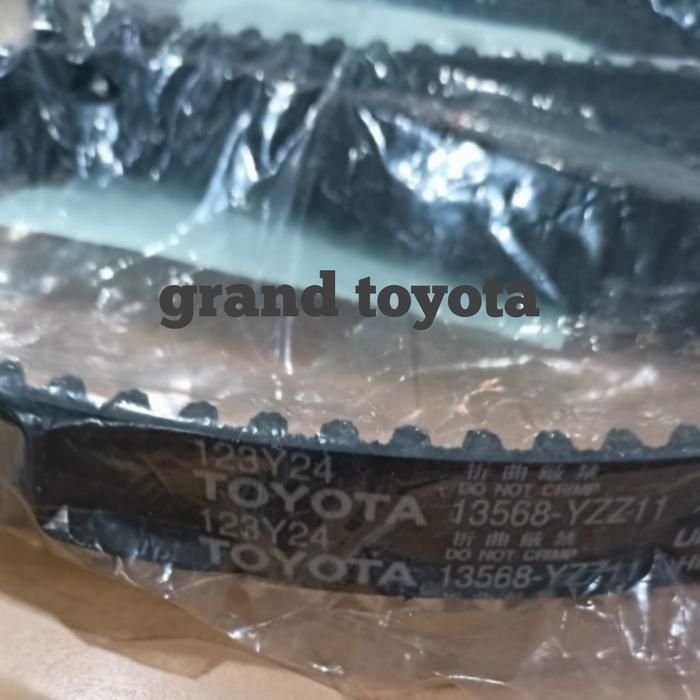 grand toyota
123Y24
TOYOTA
折曲厳禁
DO NOT CRIMP
13568-YZZ11
123Y24
TOYOTA
折曲厳禁
DO NOT CRIMP
13568-YZZ11